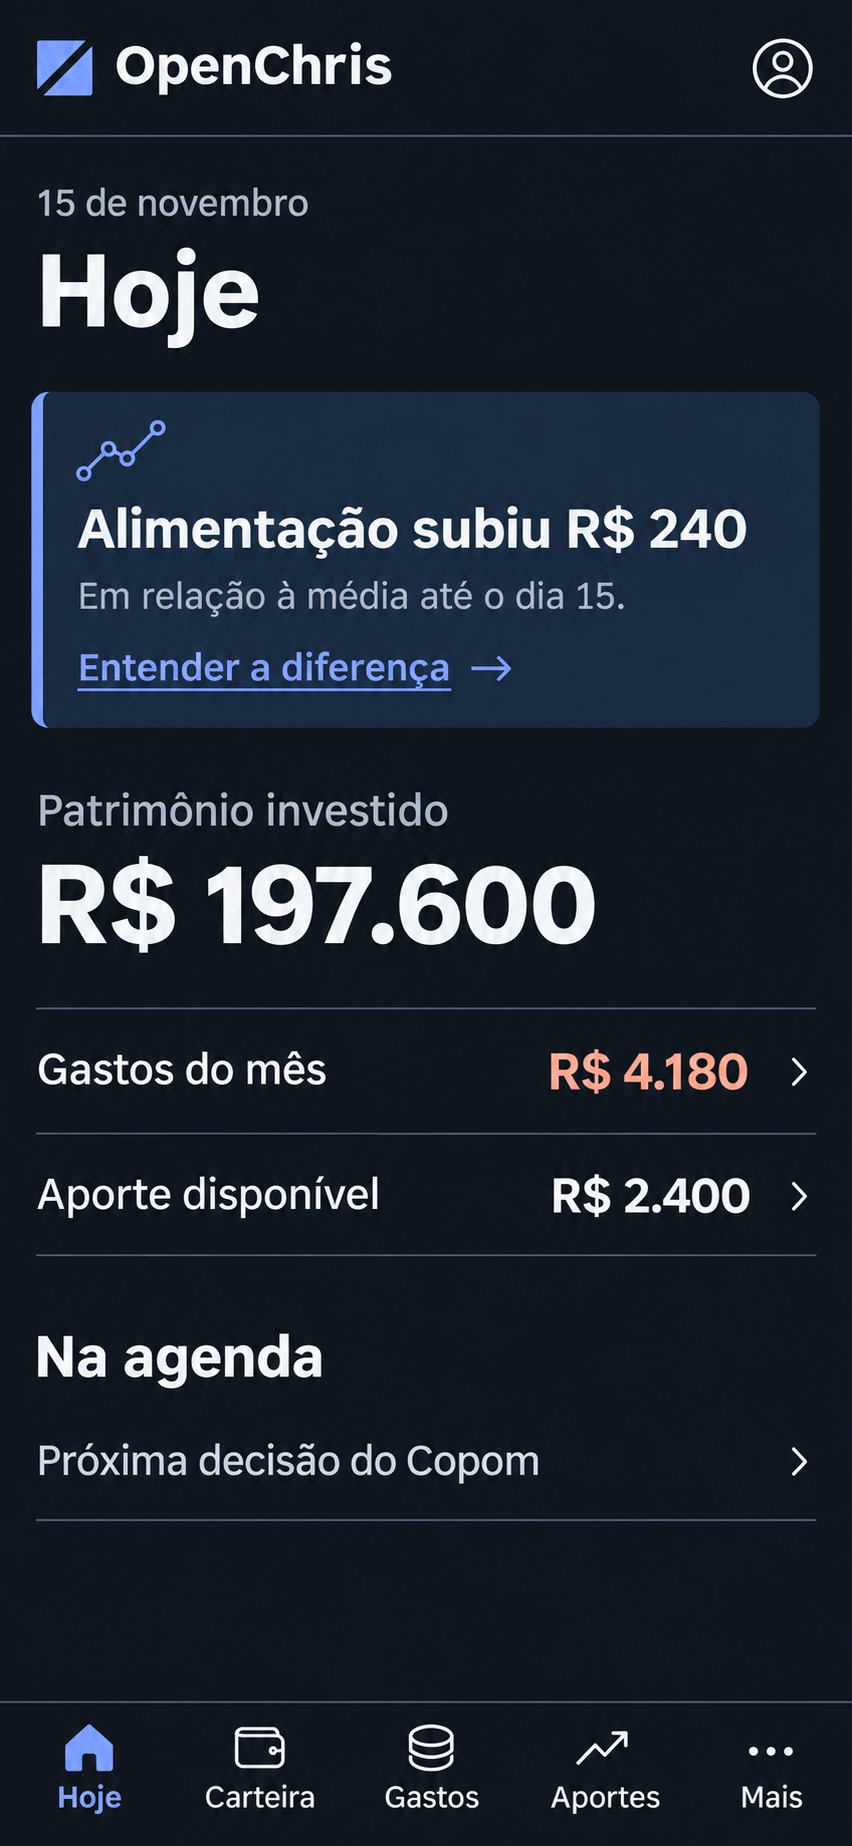 OpenChris
15 de novembro
Hoje
Alimentação subiu R$ 240
Em relação à média até o dia 15.
Entender a diferença →
Patrimônio investido
R$ 197.600
Gastos do mês R$ 4.180
Aporte disponível R$ 2.400
Na agenda
Próxima decisão do Copom
Hoje Carteira Gastos Aportes Mais